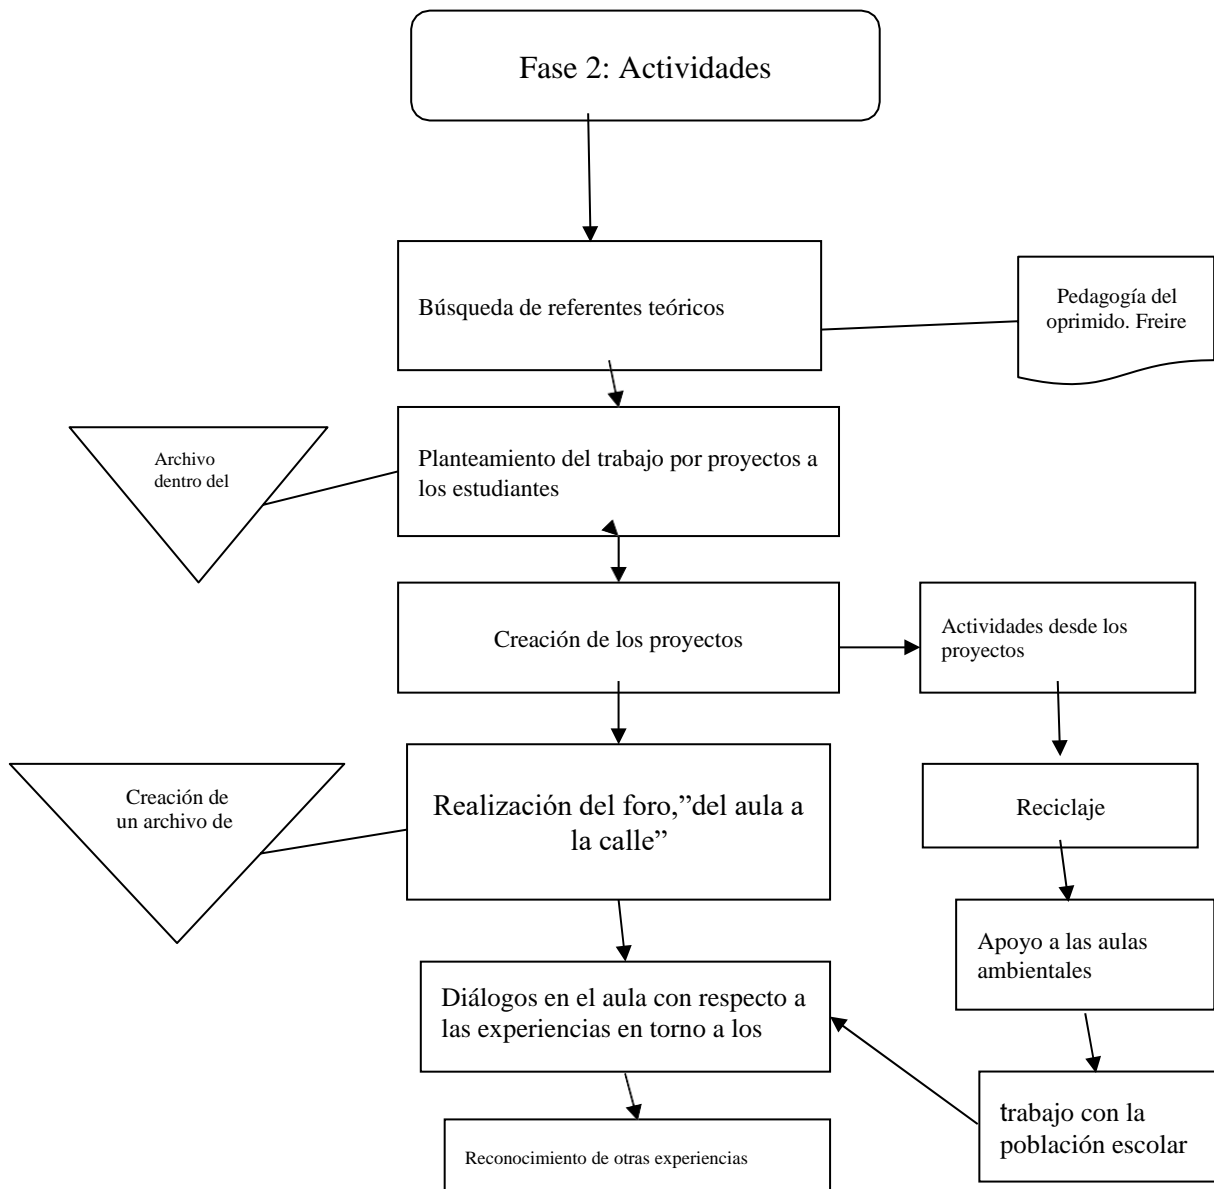 Fase 2: Actividades
Búsqueda de referentes teóricos
Pedagogía del
oprimido. Freire
Archivo
dentro del
Planteamiento del trabajo por proyectos a
los estudiantes
Creación de los proyectos
Actividades desde los
proyectos
Creación de
un archivo de
Realización del foro,”del aula a
la calle”
Reciclaje
Apoyo a las aulas
ambientales
Diálogos en el aula con respecto a
las experiencias en torno a los
trabajo con la
población escolar
Reconocimiento de otras experiencias